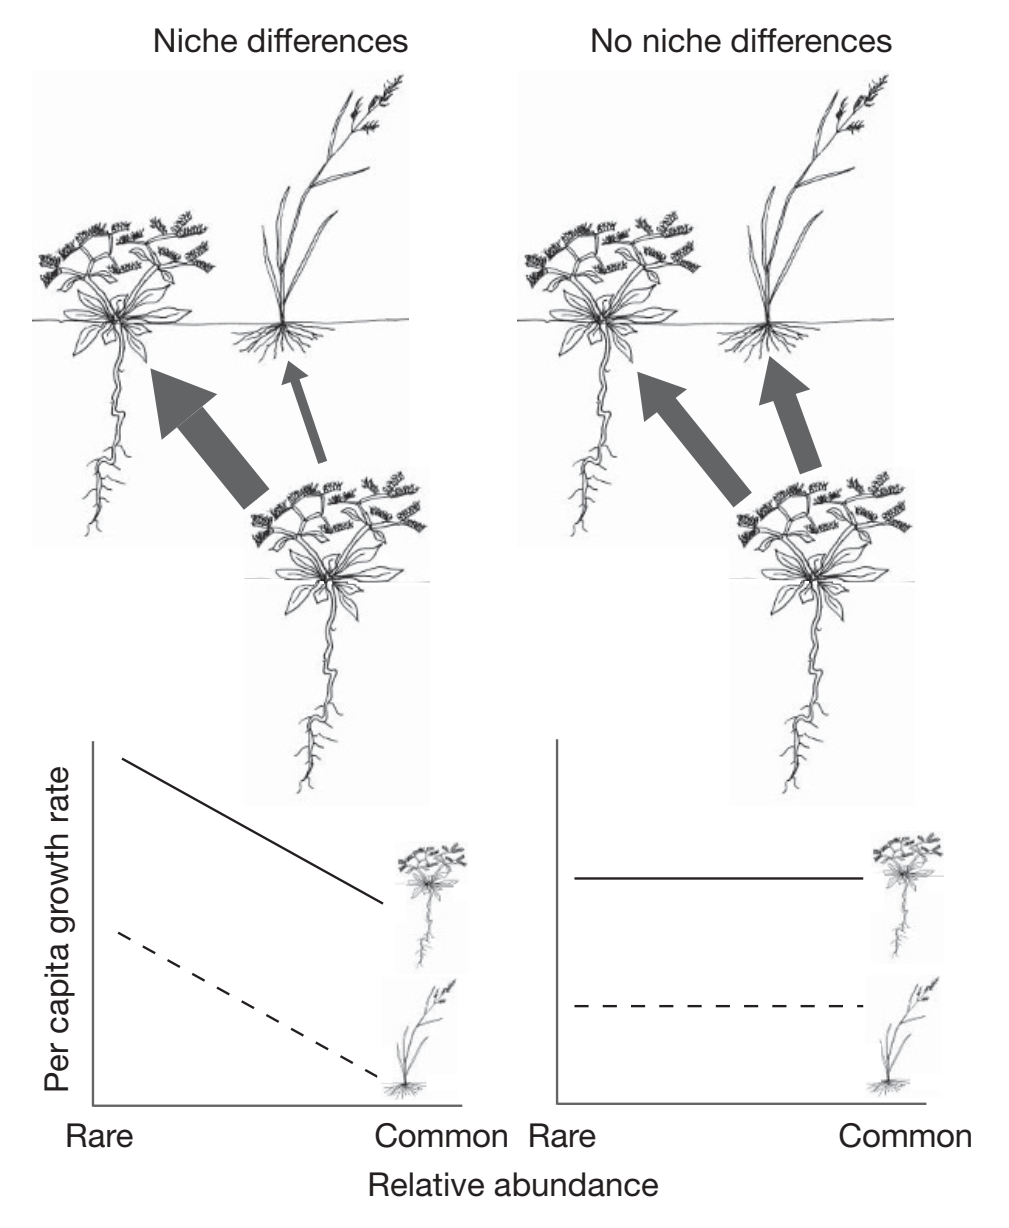 Niche differences
No niche differences
Per capita growth rate
Rare
Common
Rare
Common
Relative abundance